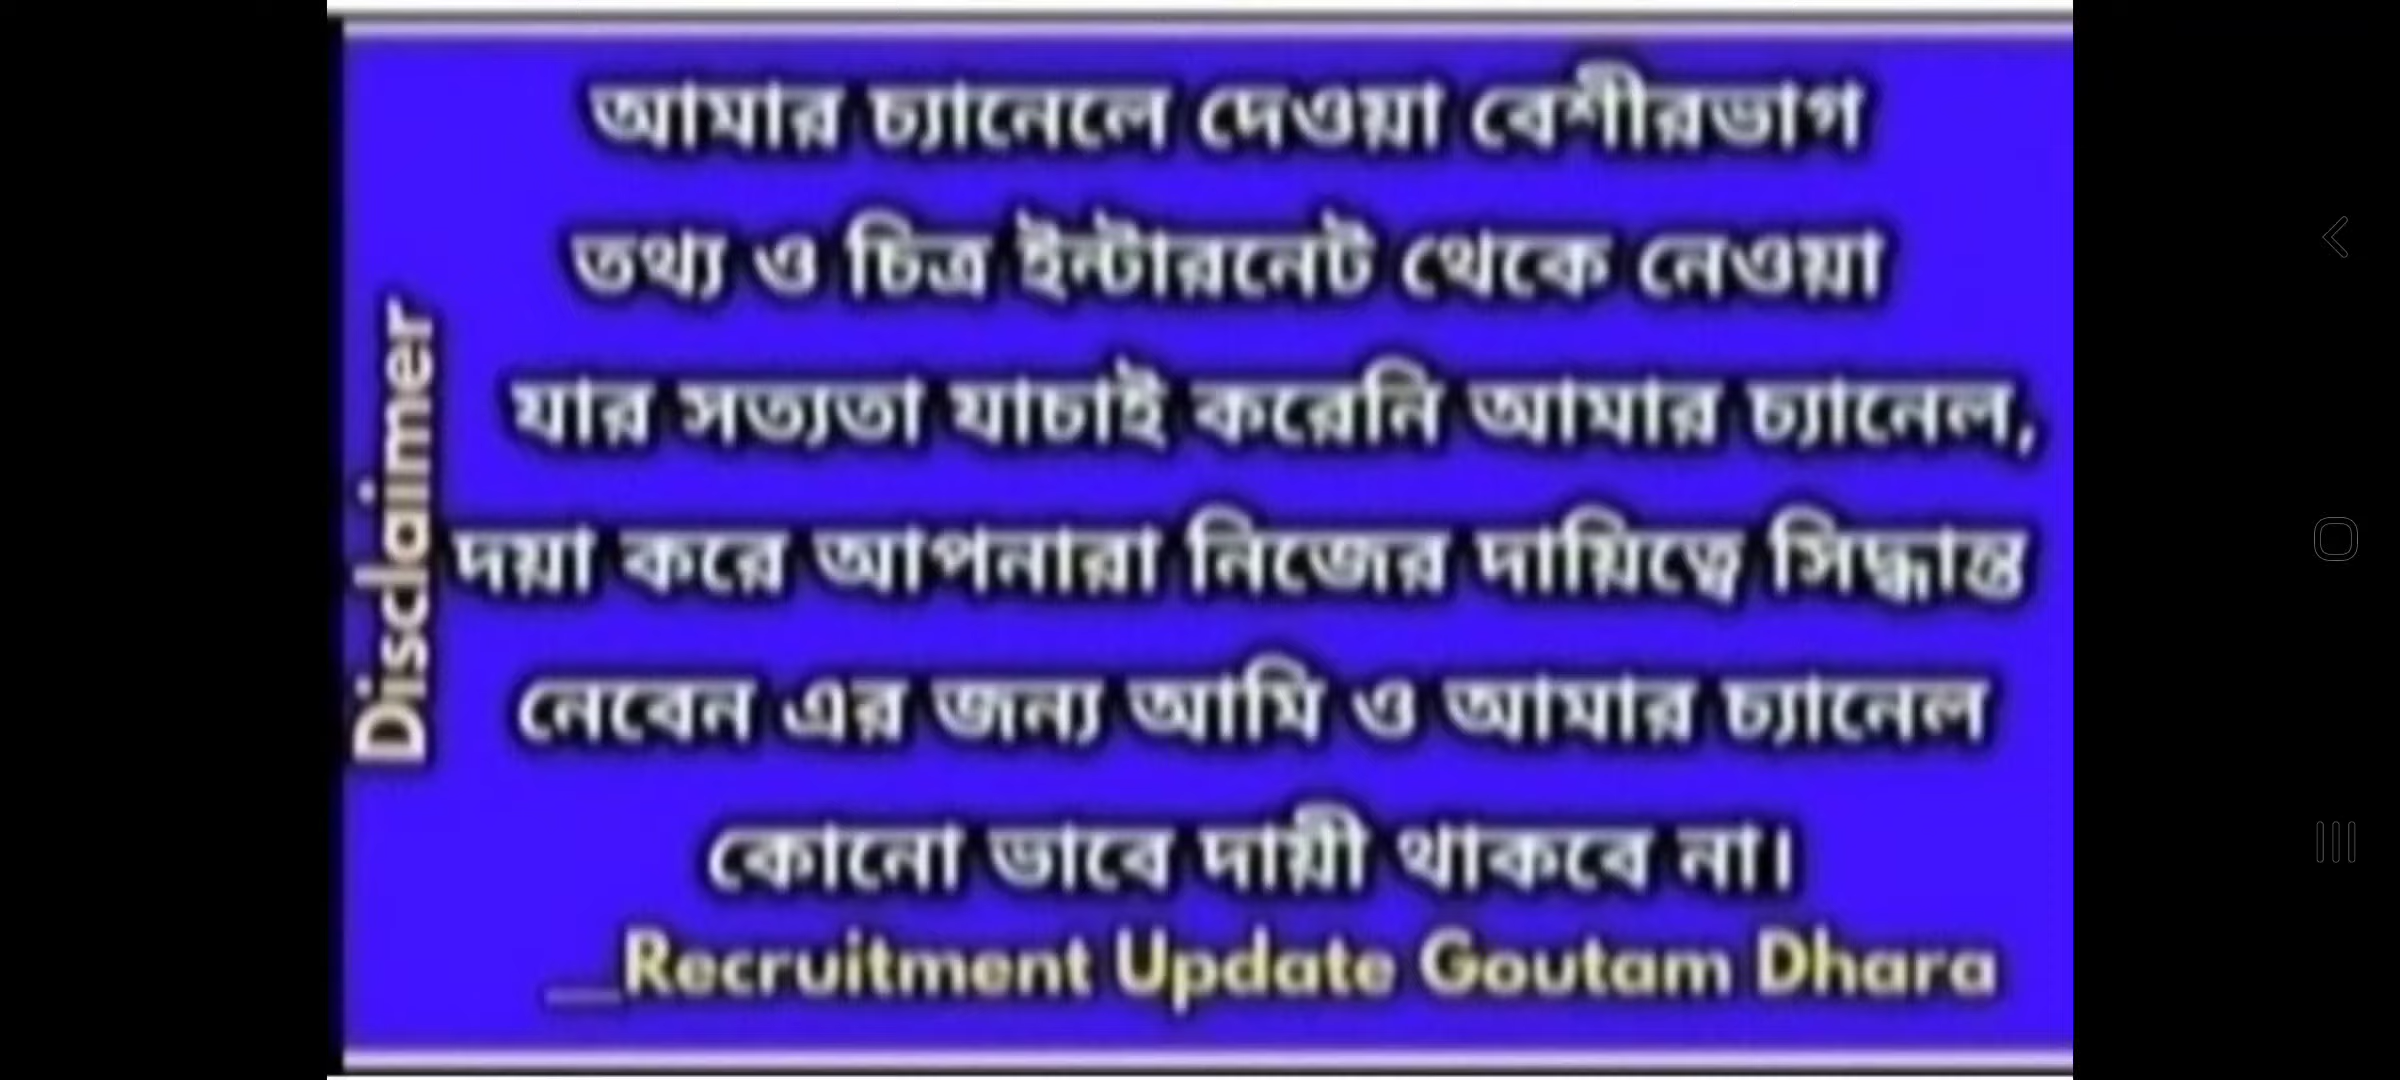 Disclaimer
আমার চ্যানেলে দেওয়া বেশীরভাগ
তথ্য ও চিত্র ইন্টারনেট থেকে নেওয়া
যার সত্যতা যাচাই করেনি আমার চ্যানেল,
দয়া করে আপনারা নিজের দায়িত্বে সিদ্ধান্ত
নেবেন এর জন্য আমি ও আমার চ্যানেল
কোনো ভাবে দায়ী থাকবে না।
__Recruitment Update Goutam Dhara